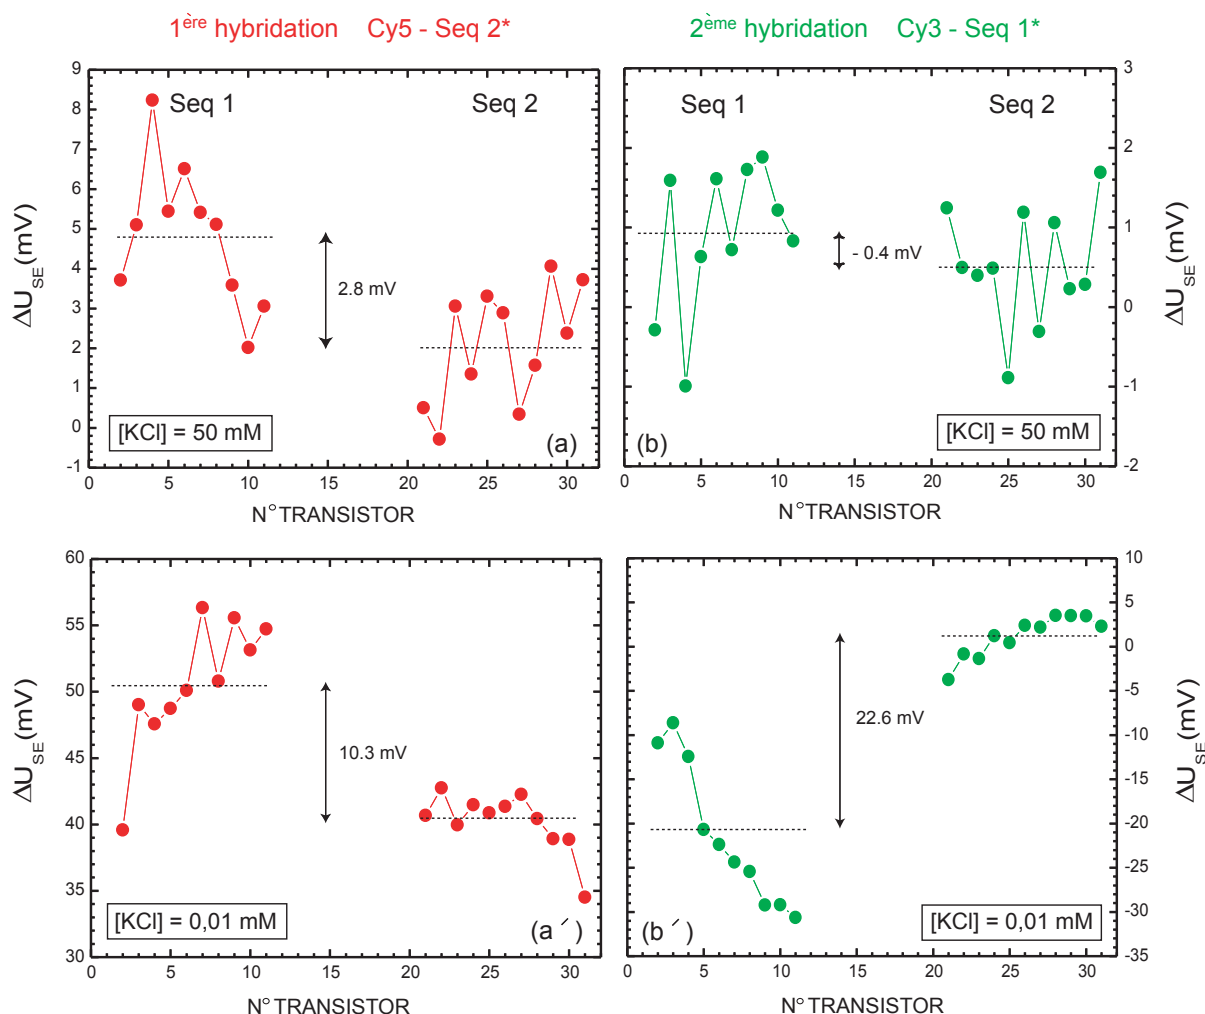 1ère hybridation Cy5 - Seq 2*
2ème hybridation Cy3 - Seq 1*
9
8
7
6
5
4
3
2
1
0
-1
ΔU_SE (mV)
Seq 1
Seq 2
2.8 mV
[KCl] = 50 mM
(a)
0 5 10 15 20 25 30
N° TRANSISTOR
3
2
1
0
-1
-2
ΔU_SE (mV)
Seq 1
Seq 2
- 0.4 mV
(b)
[KCl] = 50 mM
0 5 10 15 20 25 30
N° TRANSISTOR
60
55
50
45
40
35
30
ΔU_SE (mV)
10.3 mV
[KCl] = 0,01 mM
(a´)
0 5 10 15 20 25 30
N° TRANSISTOR
10
5
0
-5
-10
-15
-20
-25
-30
-35
ΔU_SE (mV)
22.6 mV
(b´)
[KCl] = 0,01 mM
0 5 10 15 20 25 30
N° TRANSISTOR